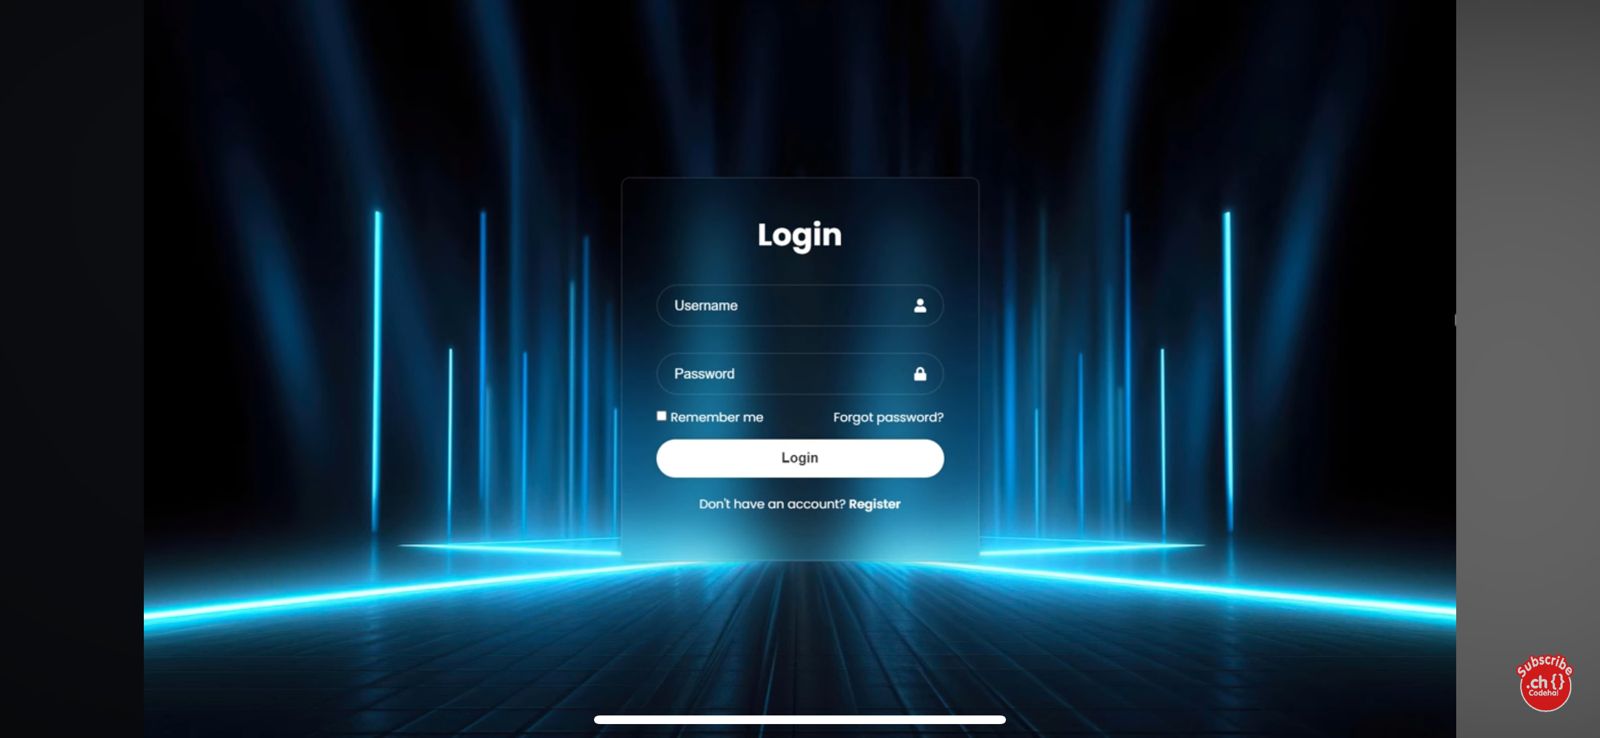 Login
Username
Password
Remember me Forgot password?
Login
Don't have an account? Register
Subscribe
.ch {}
Codehal